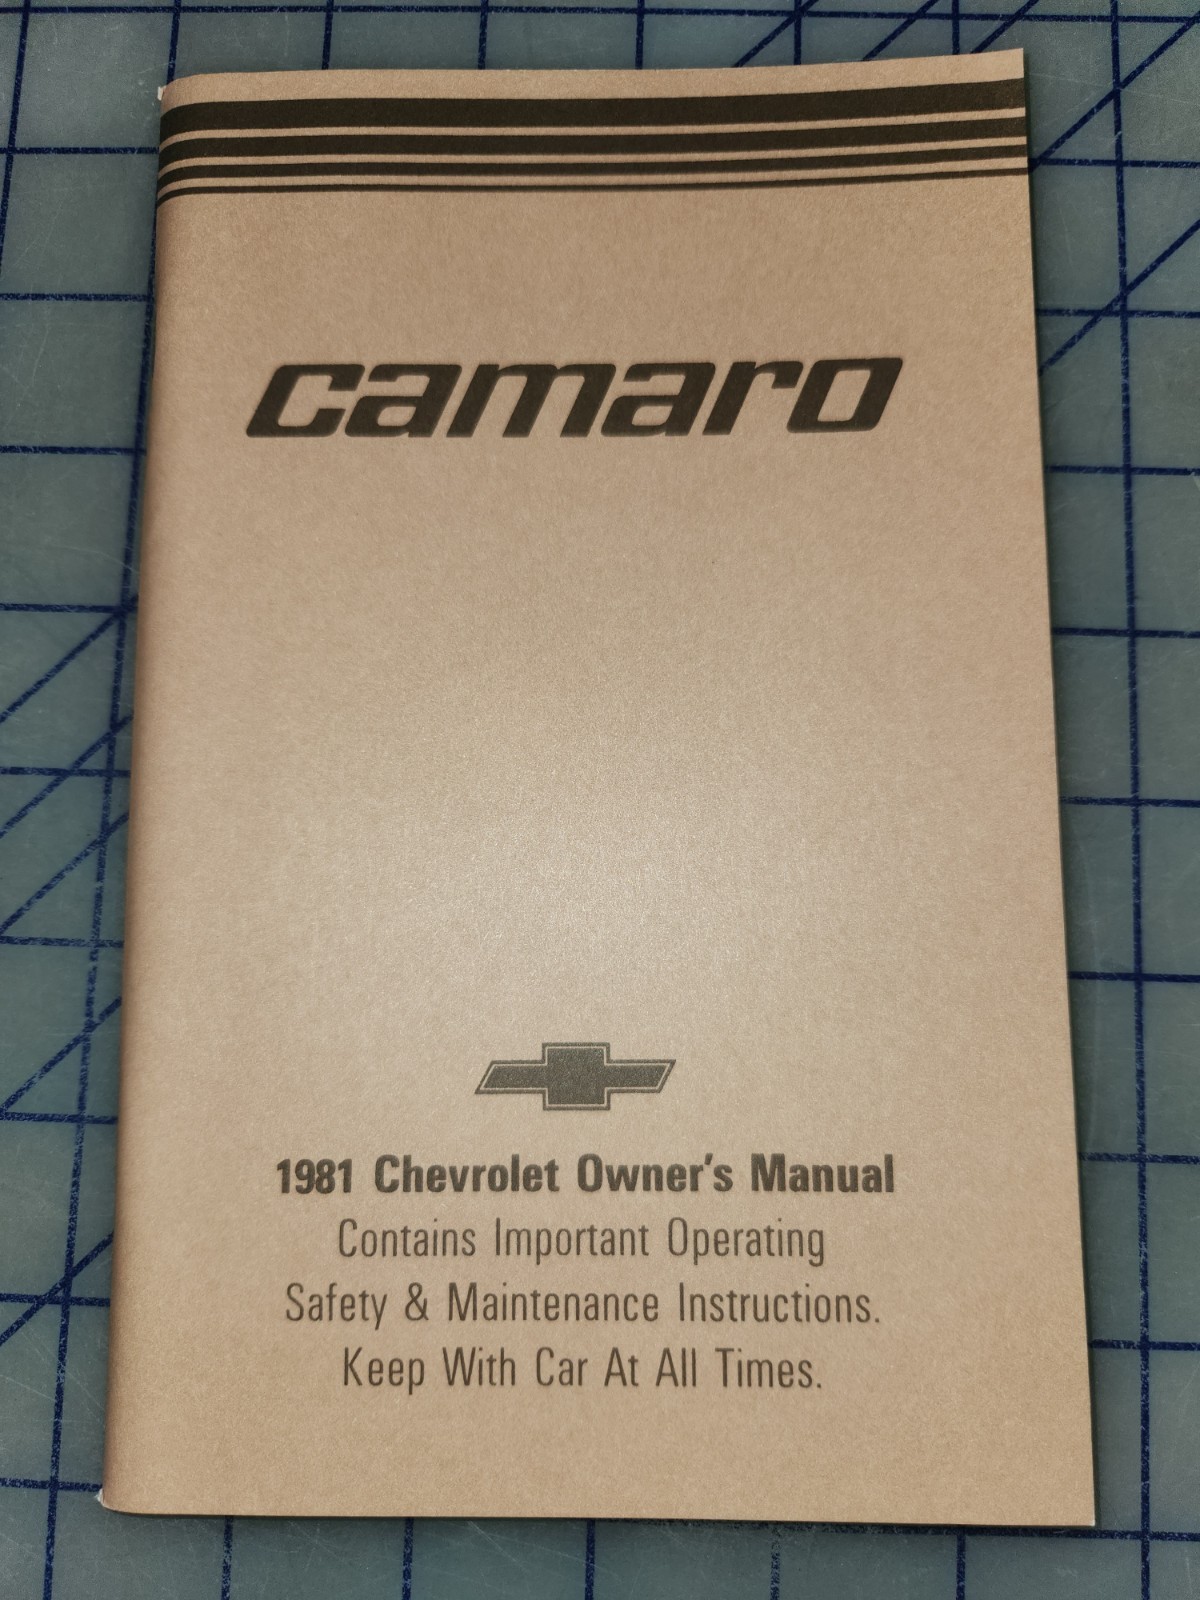 camaro
1981 Chevrolet Owner's Manual
Contains Important Operating
Safety & Maintenance Instructions.
Keep With Car At All Times.